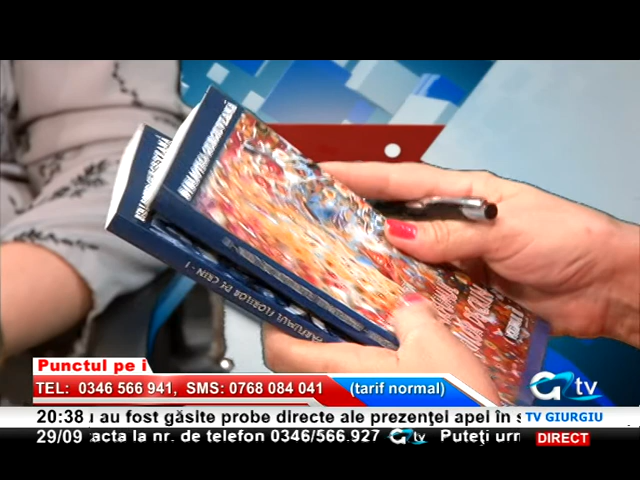 BIBLIOTECA GIURGIUVEANĂ
PARFUMUL FLORILOR DE CRIN - I
Punctul pe i
TEL: 0346 566 941, SMS: 0768 084 041 (tarif normal)
G tv
20:38 u au fost găsite probe directe ale prezenţei apei în s TV GIURGIU
29/09 acta la nr. de telefon 0346/566.927 G tv Puteţi urm DIRECT